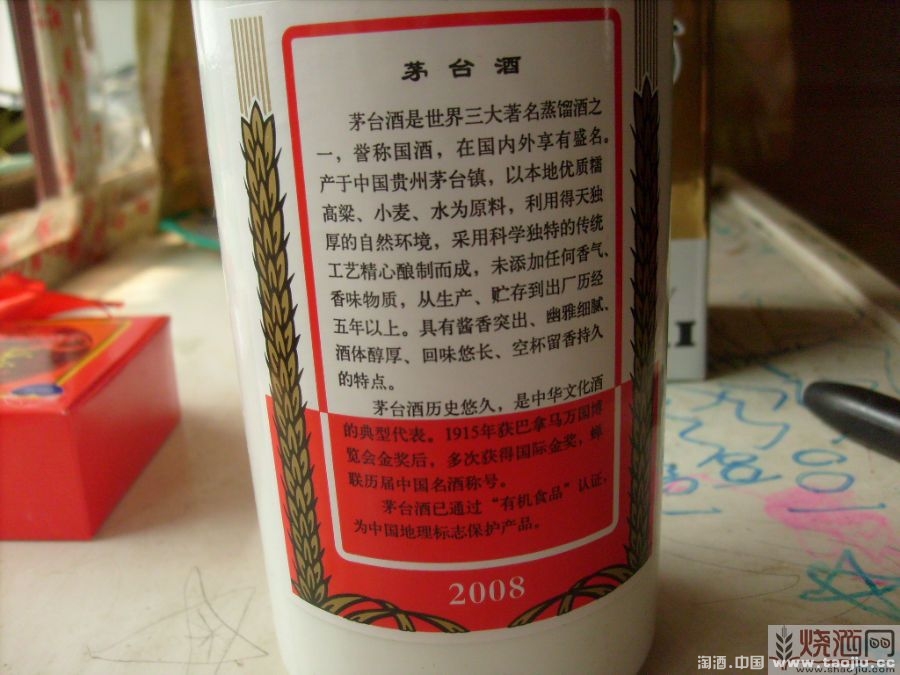 茅台酒
茅台酒是世界三大著名蒸馏酒之
一，誉称国酒，在国内外享有盛名。
产于中国贵州茅台镇，以本地优质糯
高粱、小麦、水为原料，利用得天独
厚的自然环境，采用科学独特的传统
工艺精心酿制而成，未添加任何香气、
香味物质，从生产、贮存到出厂历经
五年以上。具有酱香突出、幽雅细腻、
酒体醇厚、回味悠长、空杯留香持久
的特点。
茅台酒历史悠久，是中华文化酒
的典型代表。1915年获巴拿马万国博
览会金奖后，多次获得国际金奖，蝉
联历届中国名酒称号。
茅台酒已通过“有机食品”认证，
为中国地理标志保护产品。
2008
烧酒网
www.shaojiu.com
淘酒.中国 www.taojiu.cc